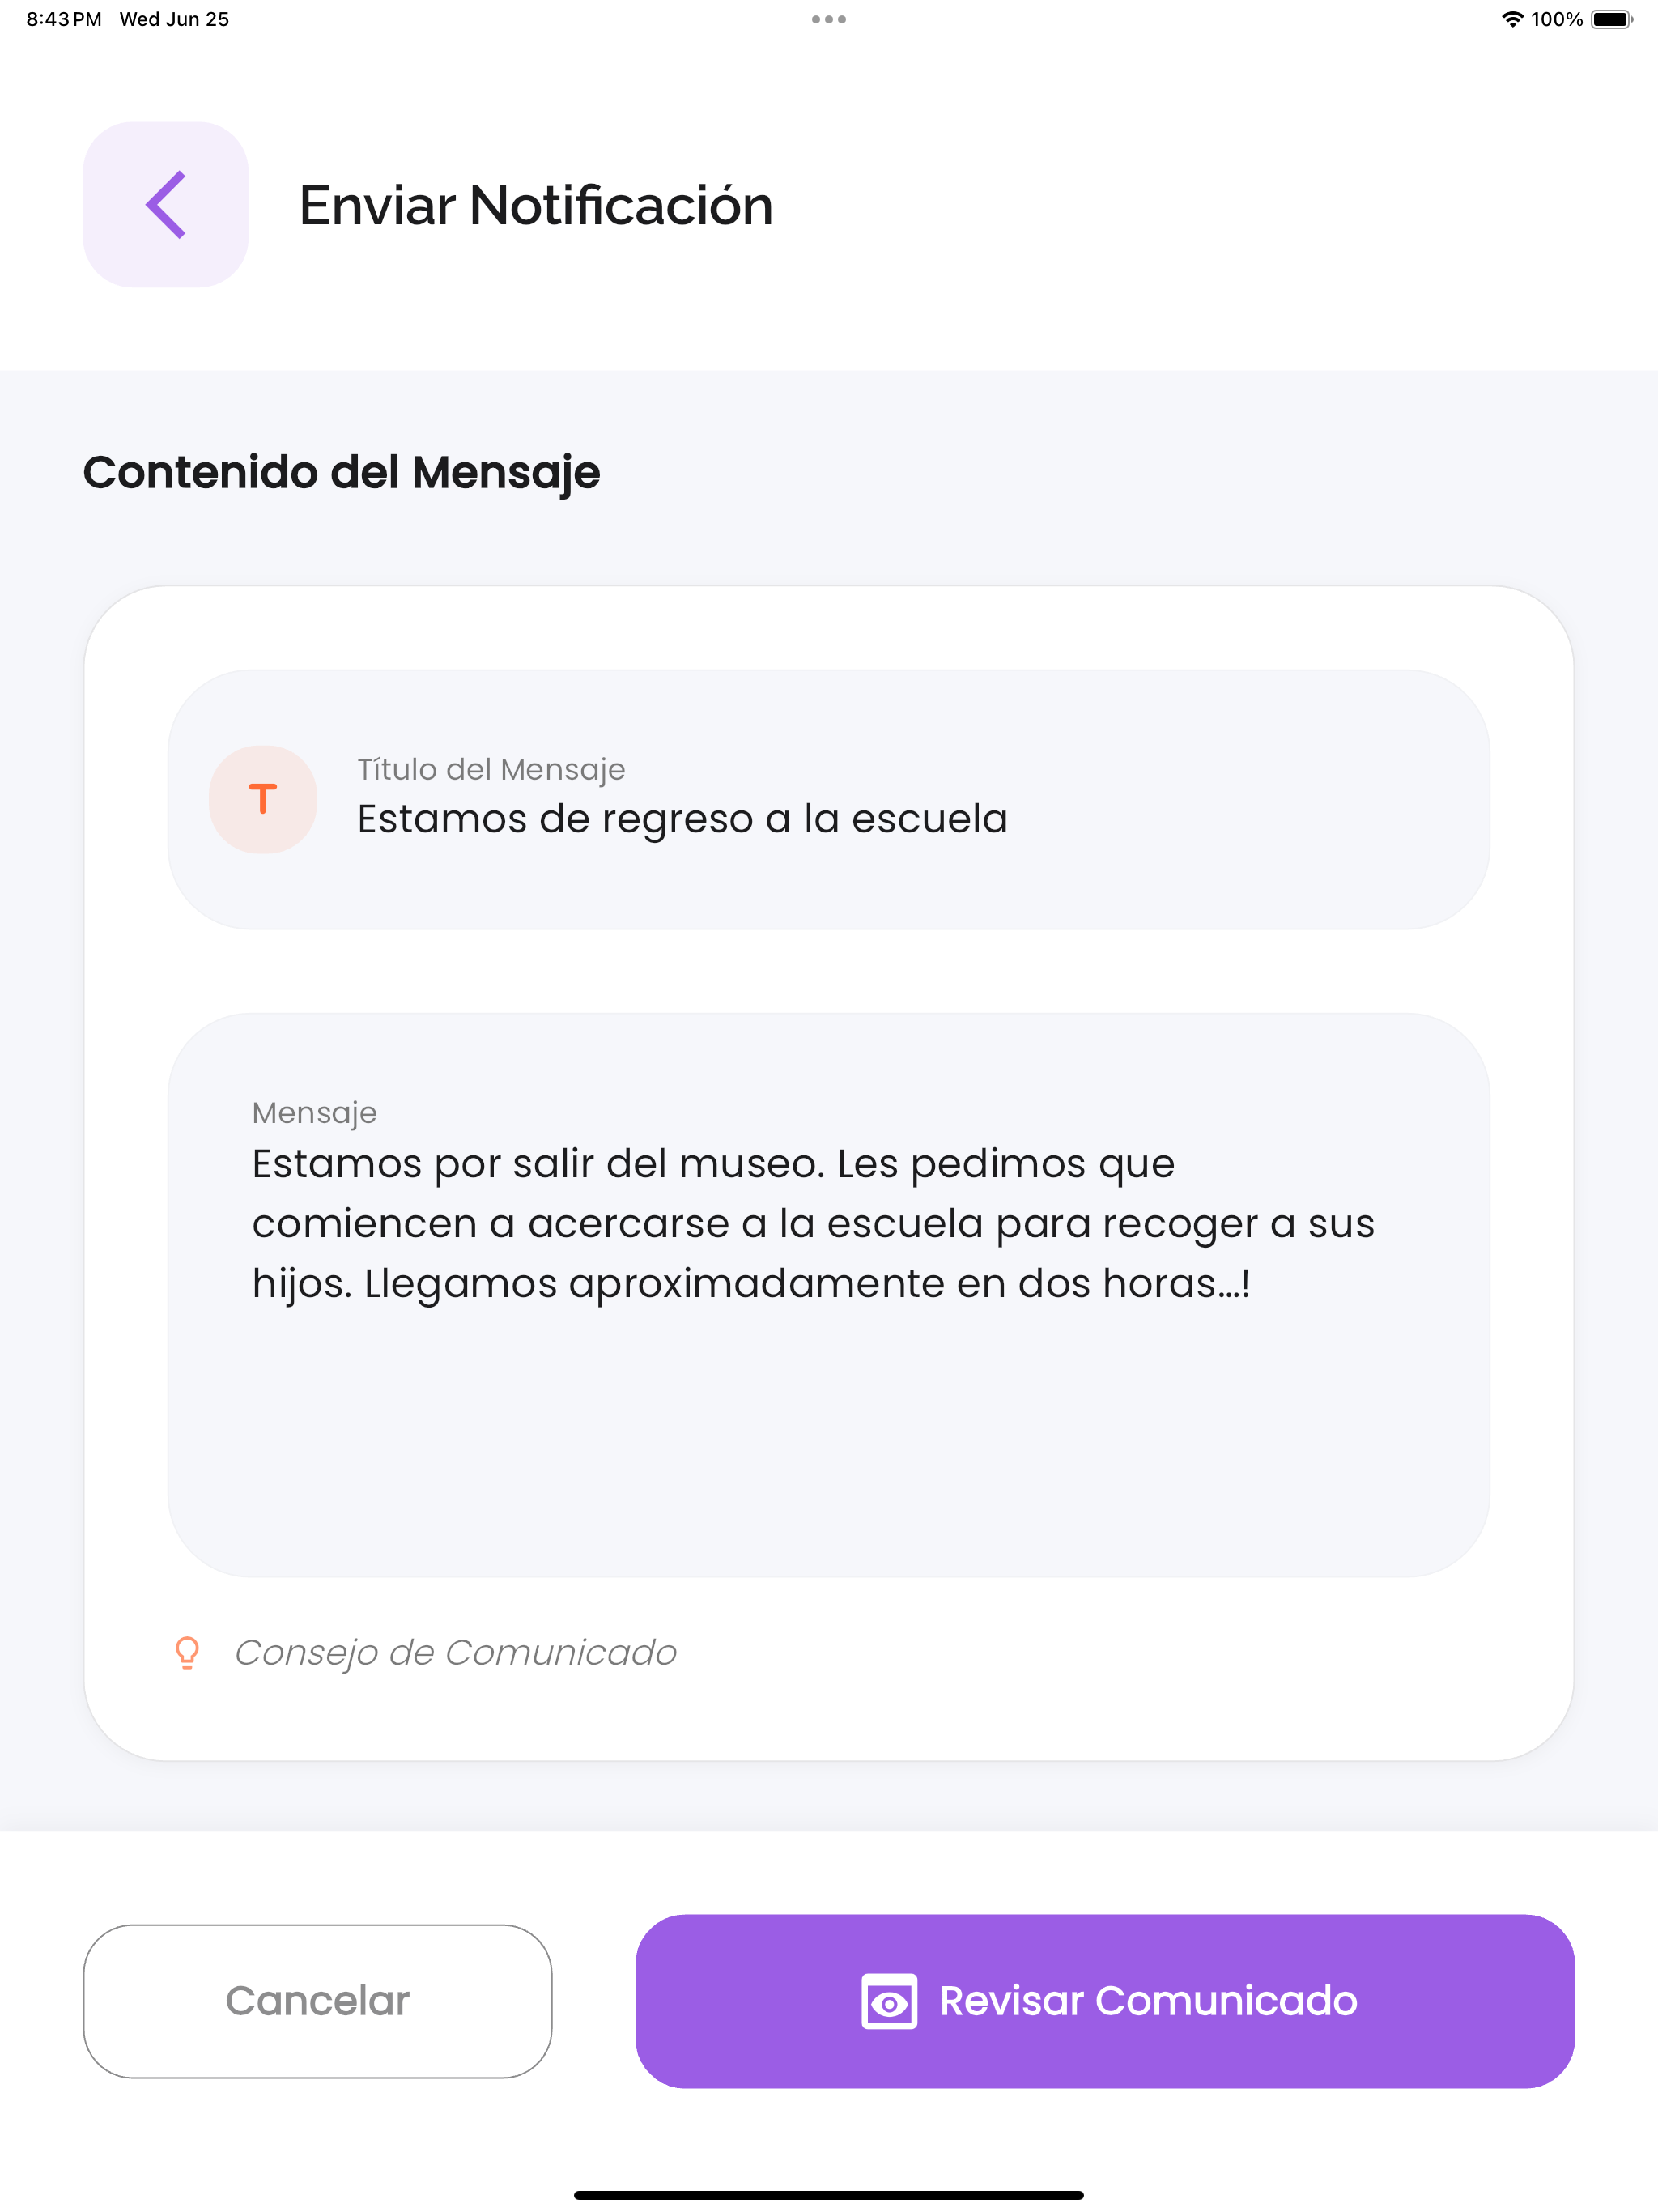 8:43 PM Wed Jun 25
100%
Enviar Notificación
Contenido del Mensaje
T
Título del Mensaje
Estamos de regreso a la escuela
Mensaje
Estamos por salir del museo. Les pedimos que
comiencen a acercarse a la escuela para recoger a sus
hijos. Llegamos aproximadamente en dos horas...!
Consejo de Comunicado
Cancelar
Revisar Comunicado